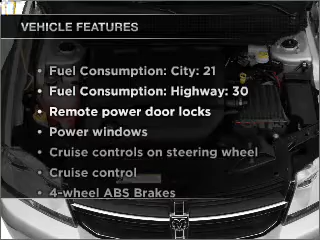 VEHICLE FEATURES
• Fuel Consumption: City: 21
• Fuel Consumption: Highway: 30
• Remote power door locks
• Power windows
• Cruise controls on steering wheel
• Cruise control
• 4-wheel ABS Brakes